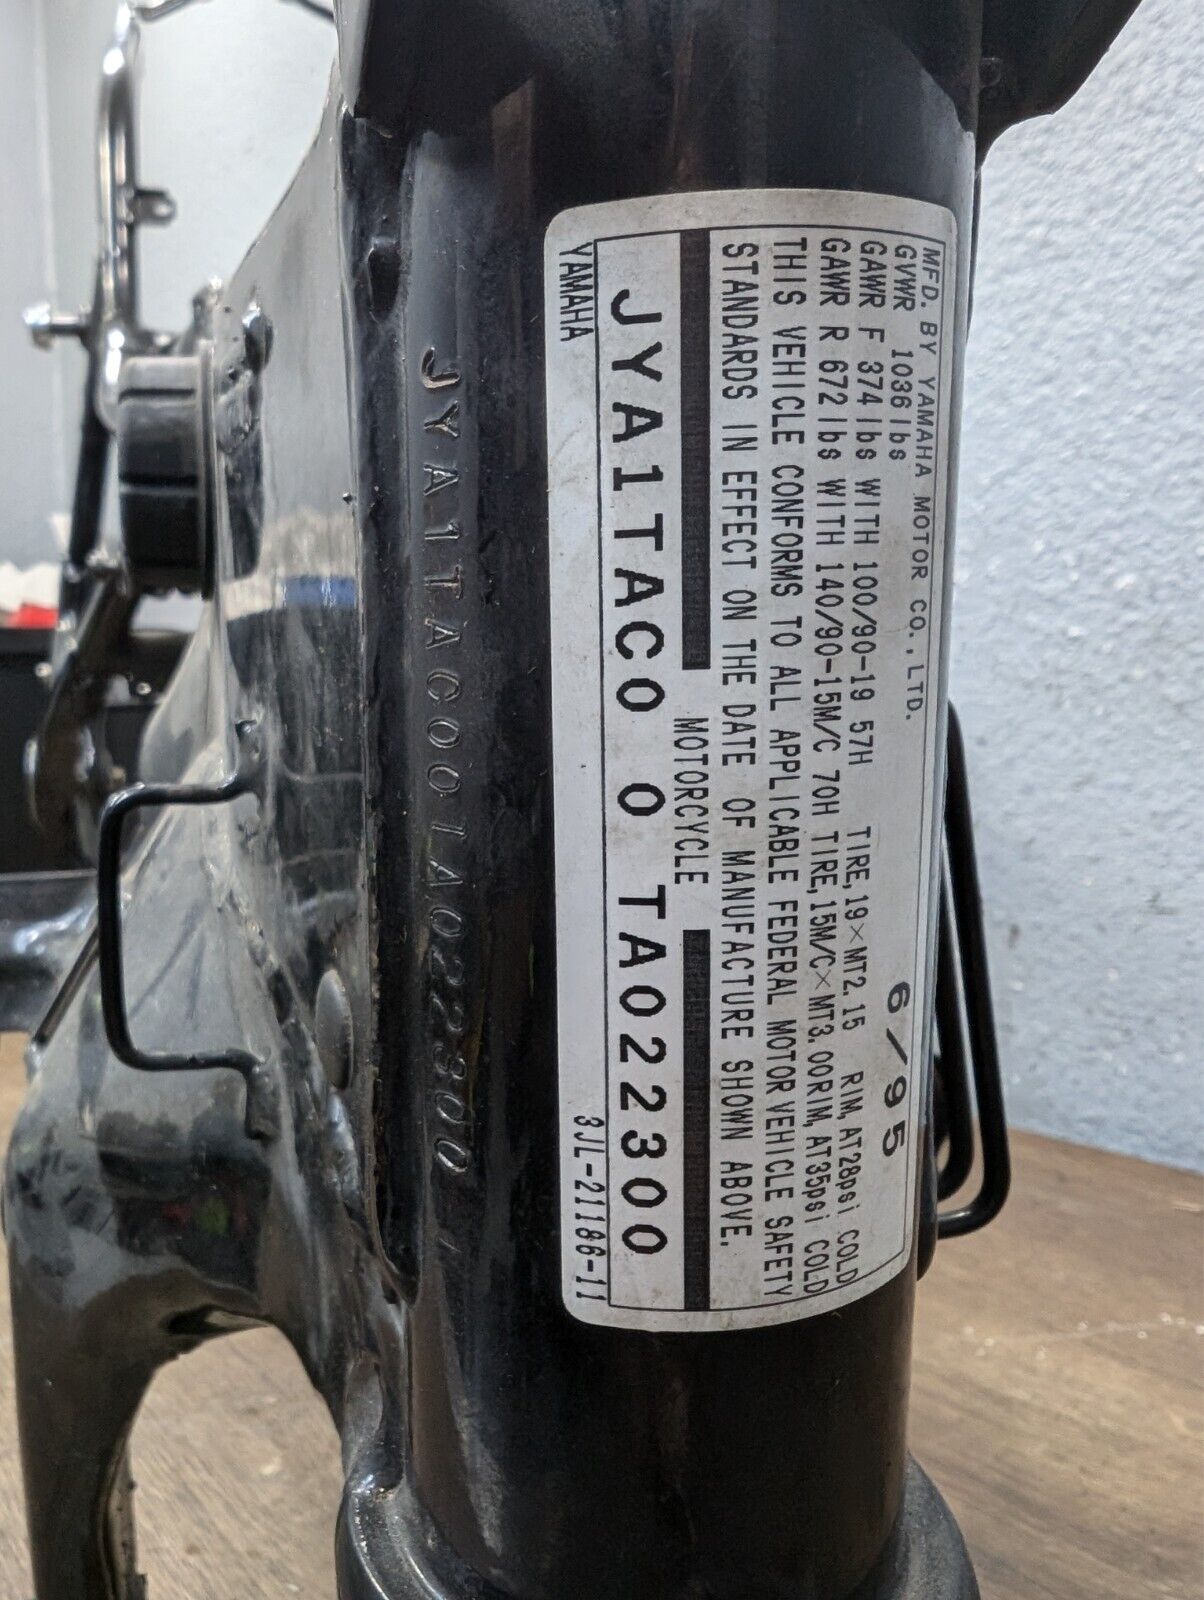 MFD. BY YAMAHA MOTOR CO., LTD.
GVWR 1036 lbs 6/95
GAWR F 374 lbs WITH 100/90-19 57H TIRE, 19×MT2.15 RIM, AT28psi COLD
GAWR R 672 lbs WITH 140/90-15M/C 70H TIRE, 15M/C×MT3.00RIM, AT35psi COLD
THIS VEHICLE CONFORMS TO ALL APPLICABLE FEDERAL MOTOR VEHICLE SAFETY
STANDARDS IN EFFECT ON THE DATE OF MANUFACTURE SHOWN ABOVE.
MOTORCYCLE
JYA1TAC0 0 TA022300
YAMAHA 3JL-21186-11
JYA1TAC00TA022300